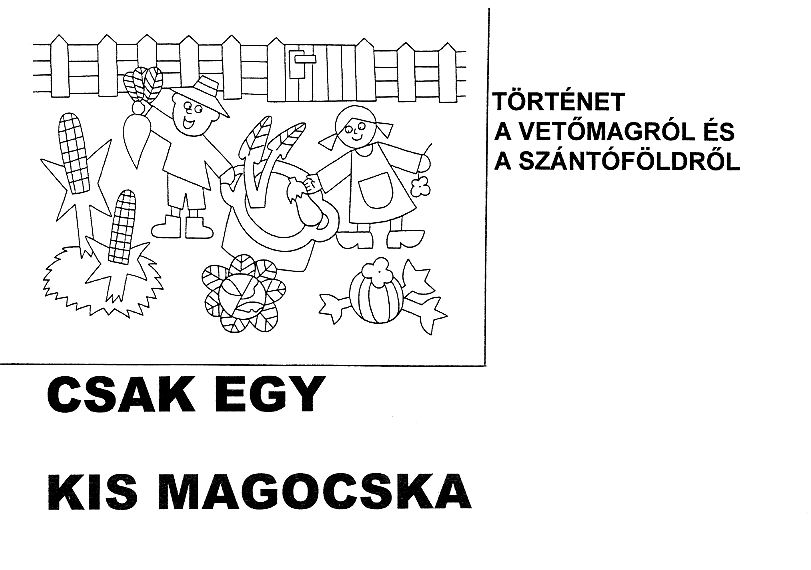 TÖRTÉNET
A VETŐMAGRÓL ÉS
A SZÁNTÓFÖLDRŐL
CSAK EGY
KIS MAGOCSKA